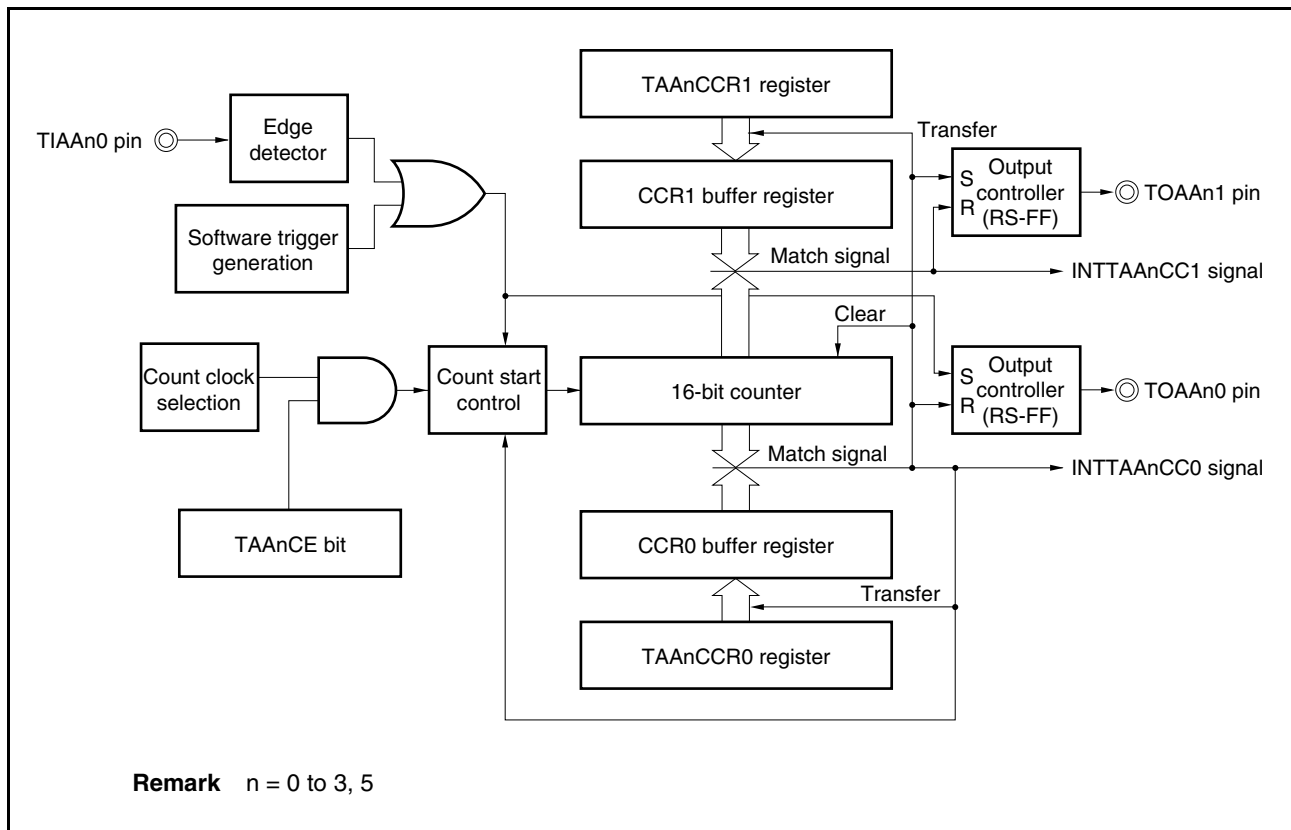 TAAnCCR1 register
TIAAn0 pin
Edge
detector
Transfer
S
R
Output
controller
(RS-FF)
TOAAn1 pin
CCR1 buffer register
Software trigger
generation
Match signal
INTTAAnCC1 signal
Clear
Count clock
selection
Count start
control
16-bit counter
S
R
Output
controller
(RS-FF)
TOAAn0 pin
Match signal
INTTAAnCC0 signal
TAAnCE bit
CCR0 buffer register
Transfer
TAAnCCR0 register
Remark n = 0 to 3, 5